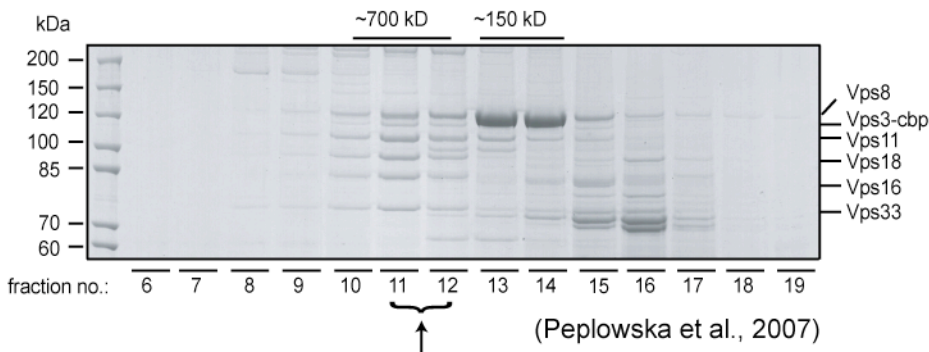 kDa
~700 kD
~150 kD
200
150
120
100
85
70
60
Vps8
Vps3-cbp
Vps11
Vps18
Vps16
Vps33
fraction no.: 6 7 8 9 10 11 12 13 14 15 16 17 18 19
(Peplowska et al., 2007)